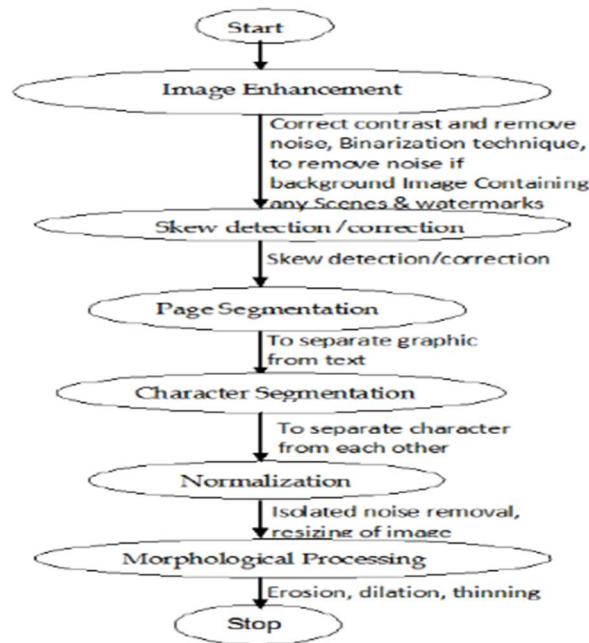 Start
Image Enhancement
Correct contrast and remove
noise, Binarization technique,
to remove noise if
background Image Containing
any Scenes & watermarks
Skew detection /correction
Skew detection/correction
Page Segmentation
To separate graphic
from text
Character Segmentation
To separate character
from each other
Normalization
Isolated noise removal,
resizing of image
Morphological Processing
Erosion, dilation, thinning
Stop